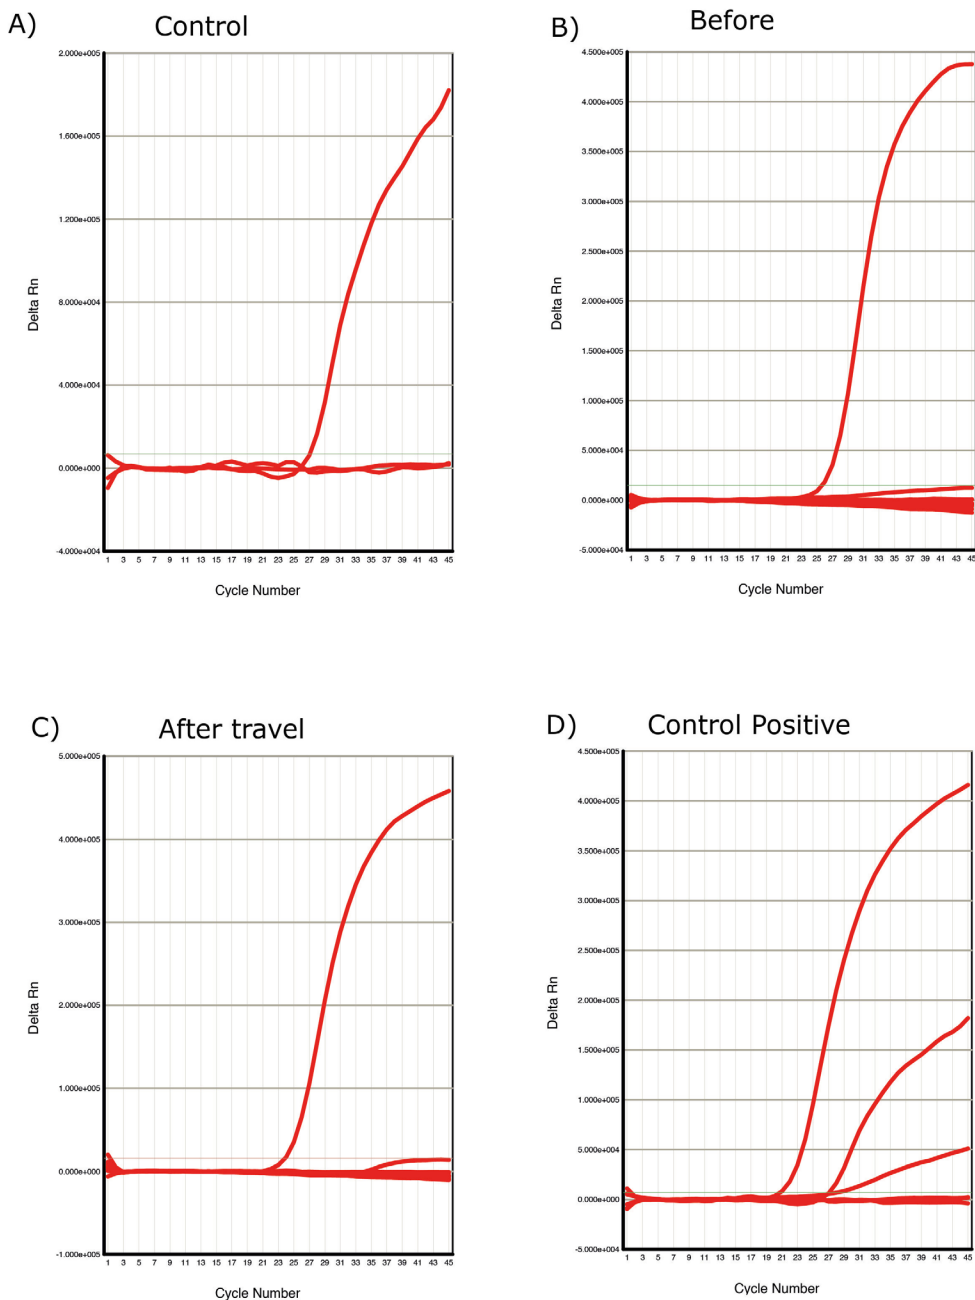 A) Control
2.000e+005
1.600e+005
1.200e+005
8.000e+004
4.000e+004
0.000e+000
-4.000e+004
Delta Rn
1 3 5 7 9 11 13 15 17 19 21 23 25 27 29 31 33 35 37 39 41 43 45
Cycle Number
B) Before
4.500e+005
4.000e+005
3.500e+005
3.000e+005
2.500e+005
2.000e+005
1.500e+005
1.000e+005
5.000e+004
0.000e+000
-5.000e+004
Delta Rn
1 3 5 7 9 11 13 15 17 19 21 23 25 27 29 31 33 35 37 39 41 43 45
Cycle Number
C) After travel
5.000e+005
4.000e+005
3.000e+005
2.000e+005
1.000e+005
0.000e+000
-1.000e+005
Delta Rn
1 3 5 7 9 11 13 15 17 19 21 23 25 27 29 31 33 35 37 39 41 43 45
Cycle Number
D) Control Positive
4.500e+005
4.000e+005
3.500e+005
3.000e+005
2.500e+005
2.000e+005
1.500e+005
1.000e+005
5.000e+004
0.000e+000
-5.000e+004
Delta Rn
1 3 5 7 9 11 13 15 17 19 21 23 25 27 29 31 33 35 37 39 41 43 45
Cycle Number